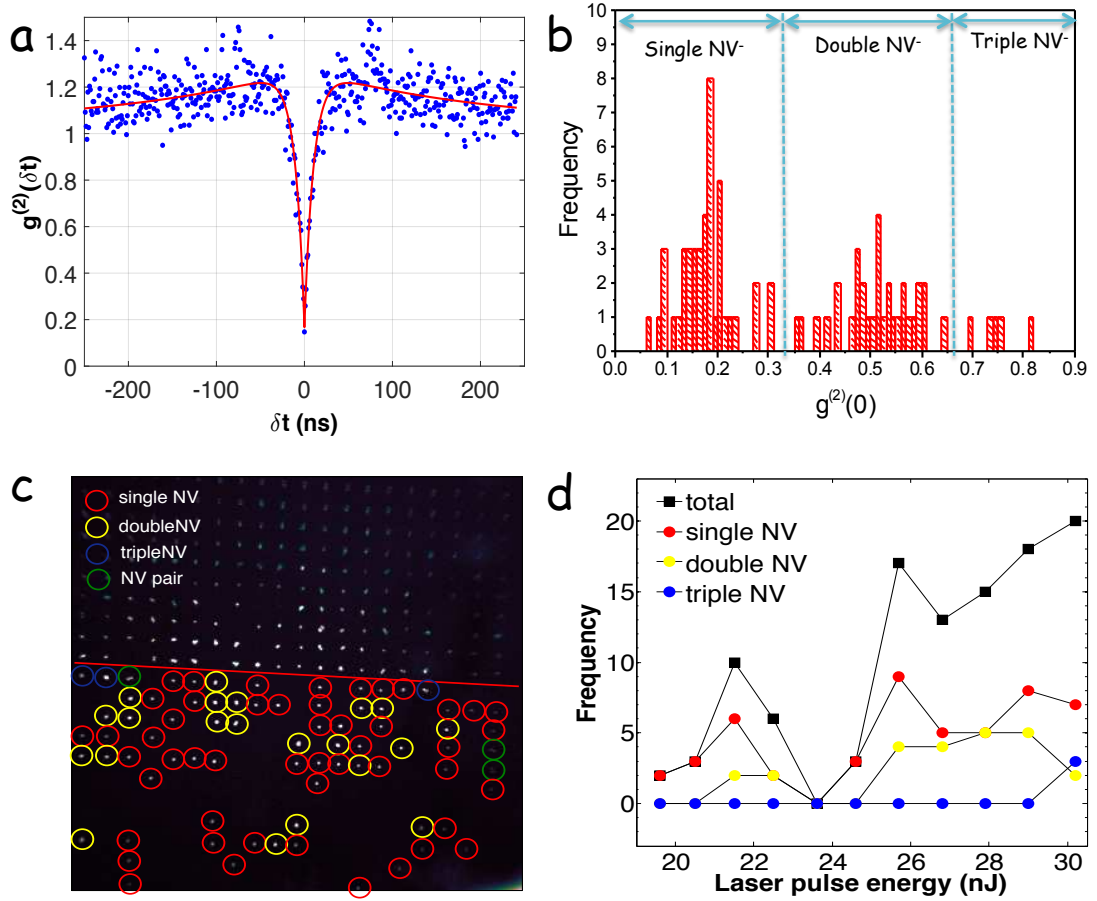 a
1.4
1.2
1
0.8
0.6
0.4
0.2
0
-200
-100
0
100
200
g(2)(δt)
δt (ns)
b
10
9
8
7
6
5
4
3
2
1
0
0.0
0.1
0.2
0.3
0.4
0.5
0.6
0.7
0.8
0.9
Single NV-
Double NV-
Triple NV-
Frequency
g(2)(0)
c
single NV
doubleNV
tripleNV
NV pair
d
total
single NV
double NV
triple NV
20
15
10
5
0
20
22
24
26
28
30
Frequency
Laser pulse energy (nJ)